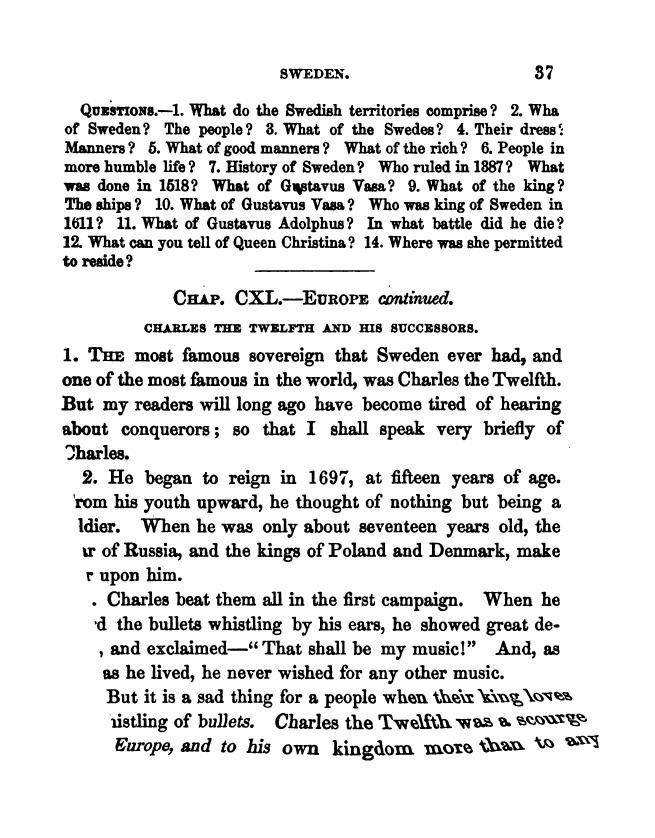 SWEDEN. 37
QUESTIONS.—1. What do the Swedish territories comprise? 2. Wha
of Sweden? The people? 3. What of the Swedes? 4. Their dress?
Manners? 5. What of good manners? What of the rich? 6. People in
more humble life? 7. History of Sweden? Who ruled in 1387? What
was done in 1518? What of Gustavus Vasa? 9. What of the king?
The ships? 10. What of Gustavus Vasa? Who was king of Sweden in
1611? 11. What of Gustavus Adolphus? In what battle did he die?
12. What can you tell of Queen Christina? 14. Where was she permitted
to reside?
CHAP. CXL.—EUROPE continued.
CHARLES THE TWELFTH AND HIS SUCCESSORS.
1. THE most famous sovereign that Sweden ever had, and
one of the most famous in the world, was Charles the Twelfth.
But my readers will long ago have become tired of hearing
about conquerors; so that I shall speak very briefly of
Charles.
2. He began to reign in 1697, at fifteen years of age.
rom his youth upward, he thought of nothing but being a
ldier. When he was only about seventeen years old, the
ar of Russia, and the kings of Poland and Denmark, make
r upon him.
. Charles beat them all in the first campaign. When he
d the bullets whistling by his ears, he showed great de-
, and exclaimed—"That shall be my music!" And, as
as he lived, he never wished for any other music.
But it is a sad thing for a people when their king loves
istling of bullets. Charles the Twelfth was a scourge
Europe, and to his own kingdom more than to any